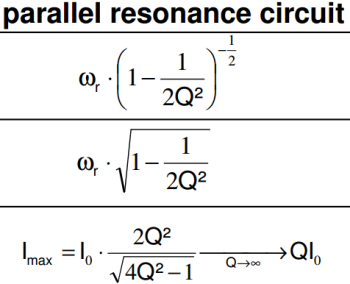 parallel resonance circuit
ωᵣ · (1 − 1/(2Q²))^(−1/2)
ωᵣ · √(1 − 1/(2Q²))
Iₘₐₓ = I₀ · 2Q²/√(4Q² − 1) ⟶ (Q→∞) QI₀